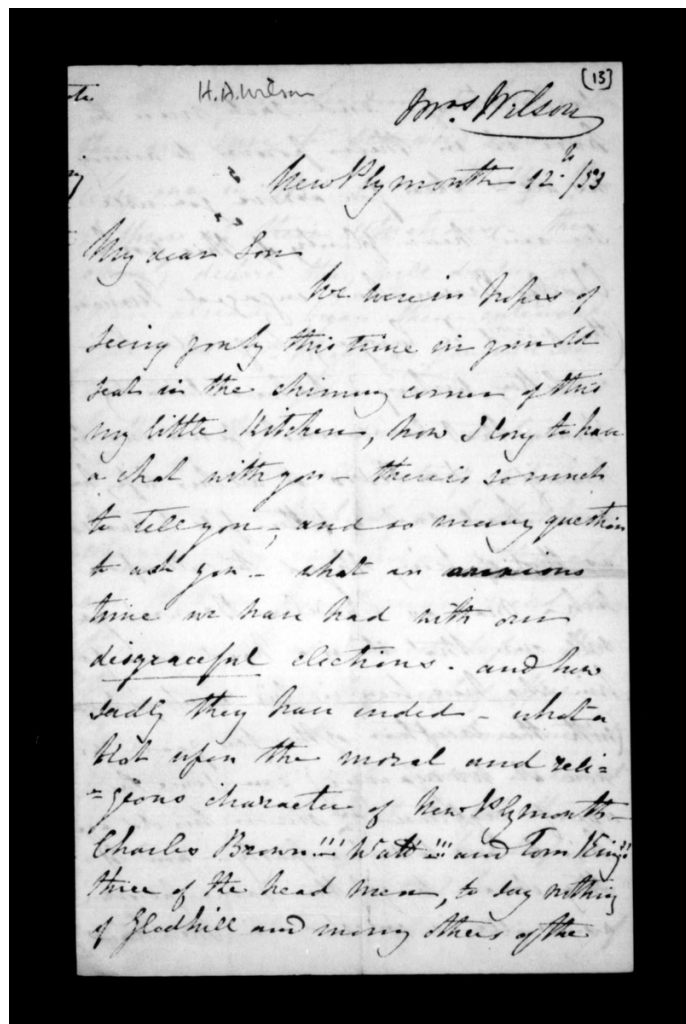 [13]
H.A. Wilson
Mrs. Wilson
New Plymouth 12 /53
My dear Son
We were in hopes of
seeing you by this time in your old
seat in the chimney corner of this
my little Kitchen, how I long to have
a chat with you - there is so much
to tell you -, and so many question
to ask you - what an anxious
time we have had with our
disgraceful elections - and how
sadly they have ended - what a
blot upon the moral and reli=
=geous character of New Plymouth -
Charles Brown!!! Watt!!! and Tom King!!
three of the head men, to say nothing
of Gledhill and many others of the